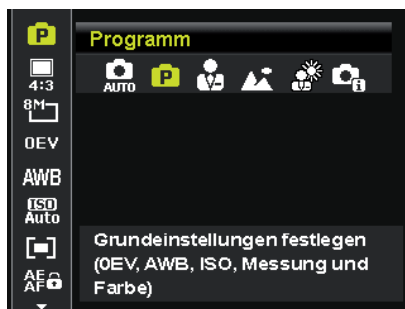 P
Programm
4:3
AUTO P i
8M
0EV
AWB
ISO
Auto
Grundeinstellungen festlegen
(0EV, AWB, ISO, Messung und
Farbe)
AE
AF